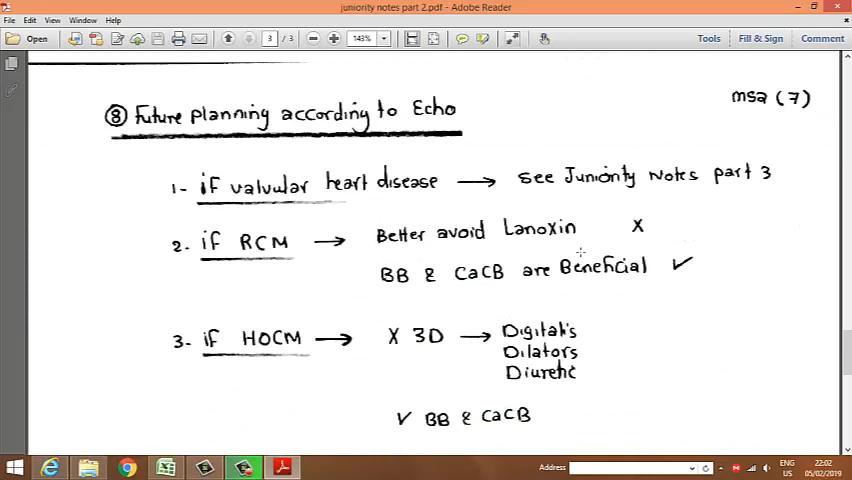 juniority notes part 2.pdf - Adobe Reader
File Edit View Window Help
Open 3 / 3 143% Tools Fill & Sign Comment
⑧ Future planning according to Echo
msa (7)
1- if valvular heart disease → see Juniority Notes part 3
2. if RCM → Better avoid Lanoxin X
BB & CaCB are Beneficial ✓
3- if HOCM → X 3D → Digitalis
Dilators
Diuretic
✓ BB & CaCB
Address ENG 22:02
US 05/02/2019